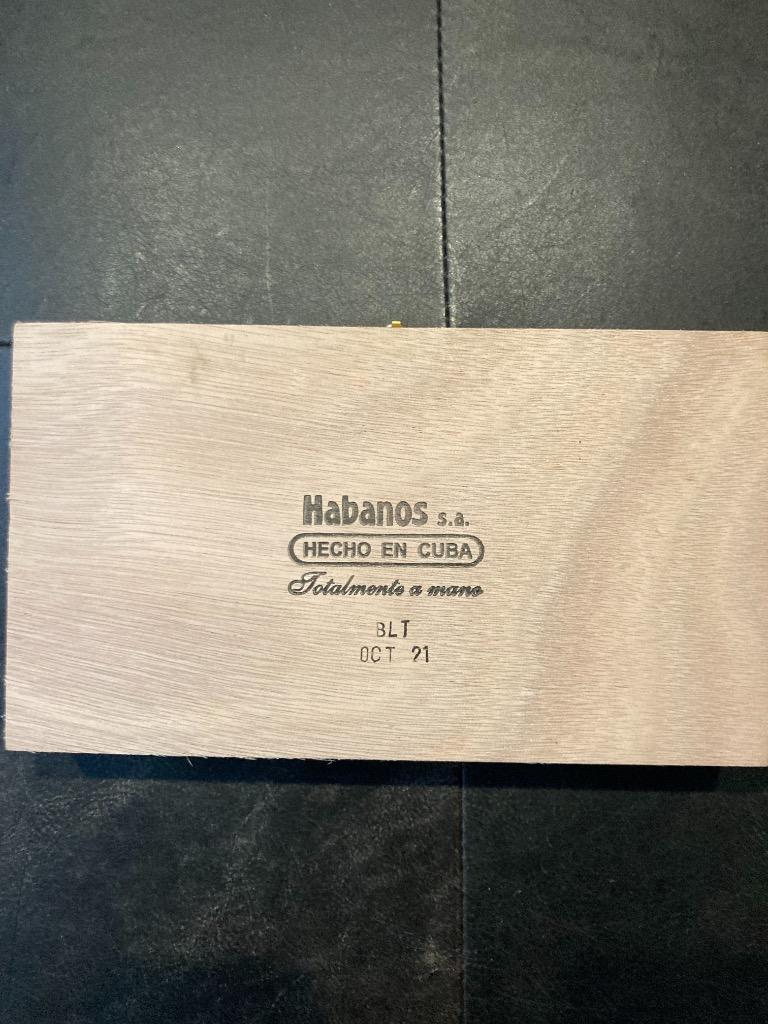 Habanos s.a.
HECHO EN CUBA
Totalmente a mano
BLT
OCT 21